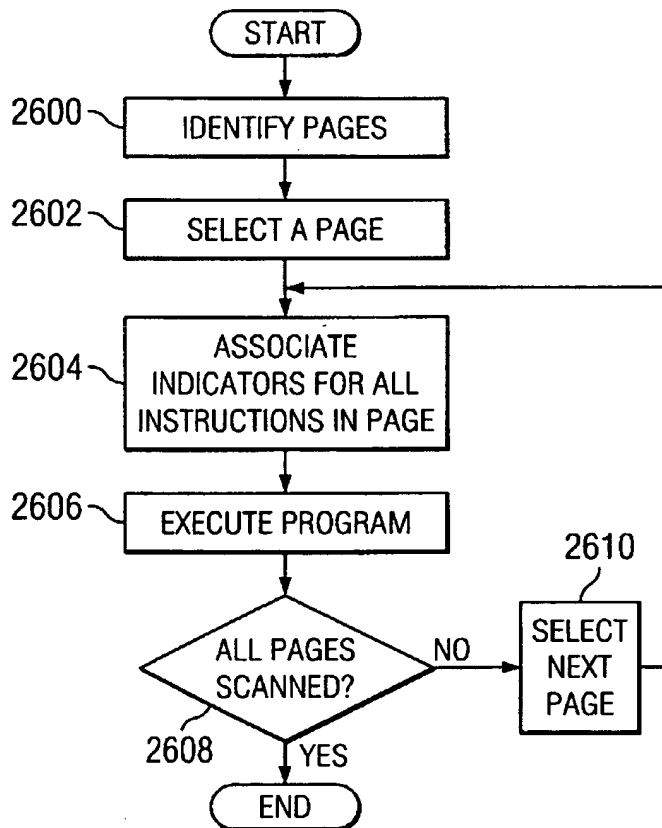 START
2600
IDENTIFY PAGES
2602
SELECT A PAGE
2604
ASSOCIATE
INDICATORS FOR ALL
INSTRUCTIONS IN PAGE
2606
EXECUTE PROGRAM
2610
ALL PAGES
SCANNED?
NO
SELECT
NEXT
PAGE
2608
YES
END